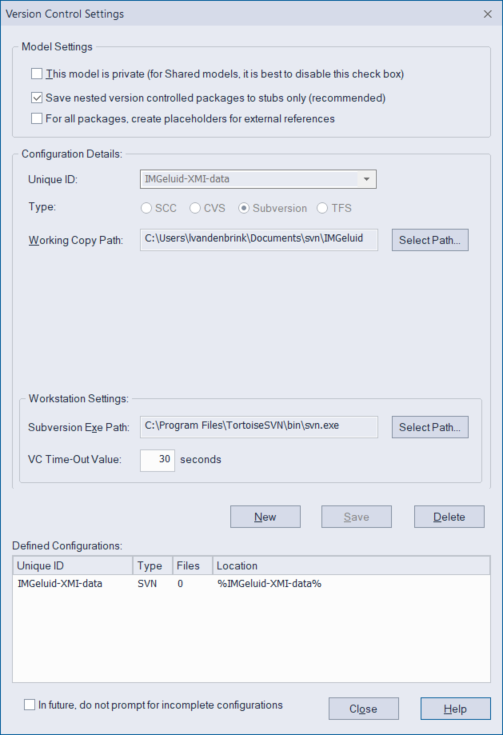 Version Control Settings
Model Settings
This model is private (for Shared models, it is best to disable this check box)
Save nested version controlled packages to stubs only (recommended)
For all packages, create placeholders for external references
Configuration Details:
Unique ID: IMGeluid-XMI-data
Type: SCC CVS Subversion TFS
Working Copy Path: C:\Users\lvandenbrink\Documents\svn\IMGeluid Select Path...
Workstation Settings:
Subversion Exe Path: C:\Program Files\TortoiseSVN\bin\svn.exe Select Path...
VC Time-Out Value: 30 seconds
New Save Delete
Defined Configurations:
Unique ID Type Files Location
IMGeluid-XMI-data SVN 0 %IMGeluid-XMI-data%
In future, do not prompt for incomplete configurations Close Help